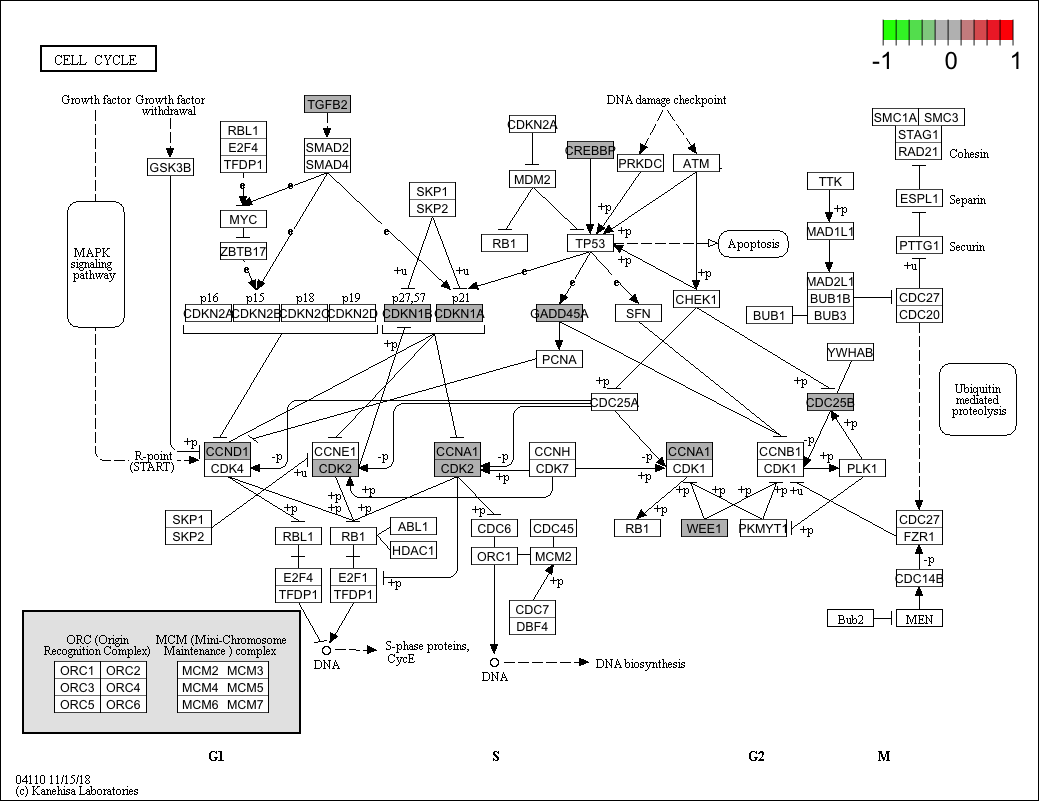 -1 0 1
CELL CYCLE
Growth factor
Growth factor
withdrawal
TGFB2
DNA damage checkpoint
RBL1
E2F4
TFDP1
SMAD2
SMAD4
CDKN2A
CREBBP
PRKDC
ATM
SMC1A
SMC3
STAG1
RAD21
Cohesin
GSK3B
MDM2
SKP1
SKP2
TTK
ESPL1
Separin
e
e
MYC
+p
+p
MAD1L1
RB1
TP53
+p
Apoptosis
PTTG1
Securin
MAPK
signaling
pathway
ZBTB17
e
e
e
+u
+u
e
e
e
+p
+u
MAD2L1
BUB1B
BUB3
BUB1
CDC27
CDC20
p16
p15
p18
p19
p27,57
p21
CDKN2A
CDKN2B
CDKN2C
CDKN2D
CDKN1B
CDKN1A
GADD45A
SFN
CHEK1
+p
PCNA
YWHAB
Ubiquitin
mediated
proteolysis
+p
CDC25A
+p
CDC25B
R-point
(START)
+p
CCND1
CDK4
-p
+u
CCNE1
CDK2
-p
CCNA1
CDK2
-p
+p
CCNH
CDK7
-p
+p
CCNA1
CDK1
CCNB1
CDK1
-p
+p
+u
PLK1
+p
+p
+p
+p
+p
+p
+p
+p
+p
+p
+p
SKP1
SKP2
RBL1
RB1
ABL1
HDAC1
CDC6
CDC45
ORC1
MCM2
RB1
WEE1
PKMYT1
CDC27
FZR1
-p
E2F4
TFDP1
E2F1
TFDP1
+p
+p
CDC7
DBF4
CDC14B
Bub2
MEN
DNA
S-phase proteins,
CycE
DNA
DNA biosynthesis
ORC (Origin
Recognition Complex)
MCM (Mini-Chromosome
Maintenance ) complex
ORC1 ORC2
ORC3 ORC4
ORC5 ORC6
MCM2 MCM3
MCM4 MCM5
MCM6 MCM7
G1
S
G2
M
04110 11/15/18
(c) Kanehisa Laboratories